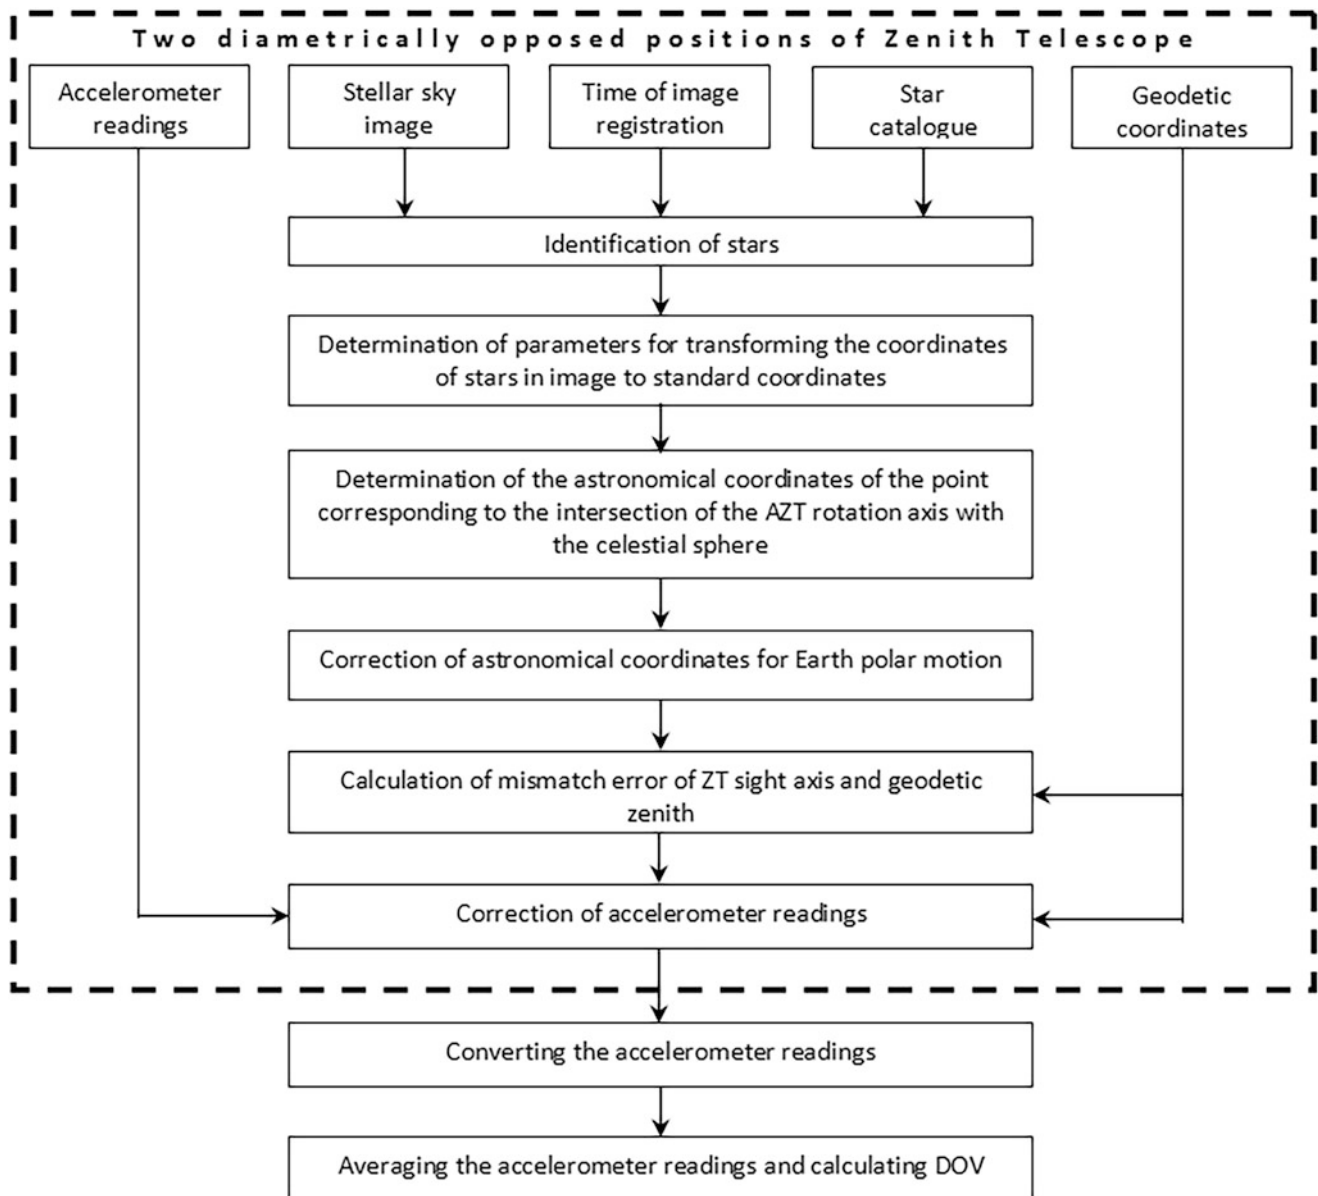 Two diametrically opposed positions of Zenith Telescope
Accelerometer
readings
Stellar sky
image
Time of image
registration
Star
catalogue
Geodetic
coordinates
Identification of stars
Determination of parameters for transforming the coordinates
of stars in image to standard coordinates
Determination of the astronomical coordinates of the point
corresponding to the intersection of the AZT rotation axis with
the celestial sphere
Correction of astronomical coordinates for Earth polar motion
Calculation of mismatch error of ZT sight axis and geodetic
zenith
Correction of accelerometer readings
Converting the accelerometer readings
Averaging the accelerometer readings and calculating DOV